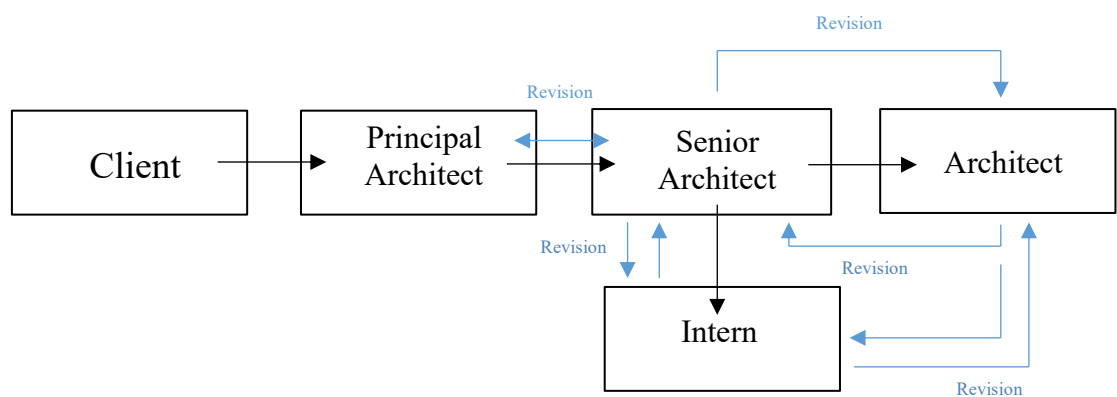 Revision
Revision
Client
Principal
Architect
Senior
Architect
Architect
Revision
Revision
Intern
Revision